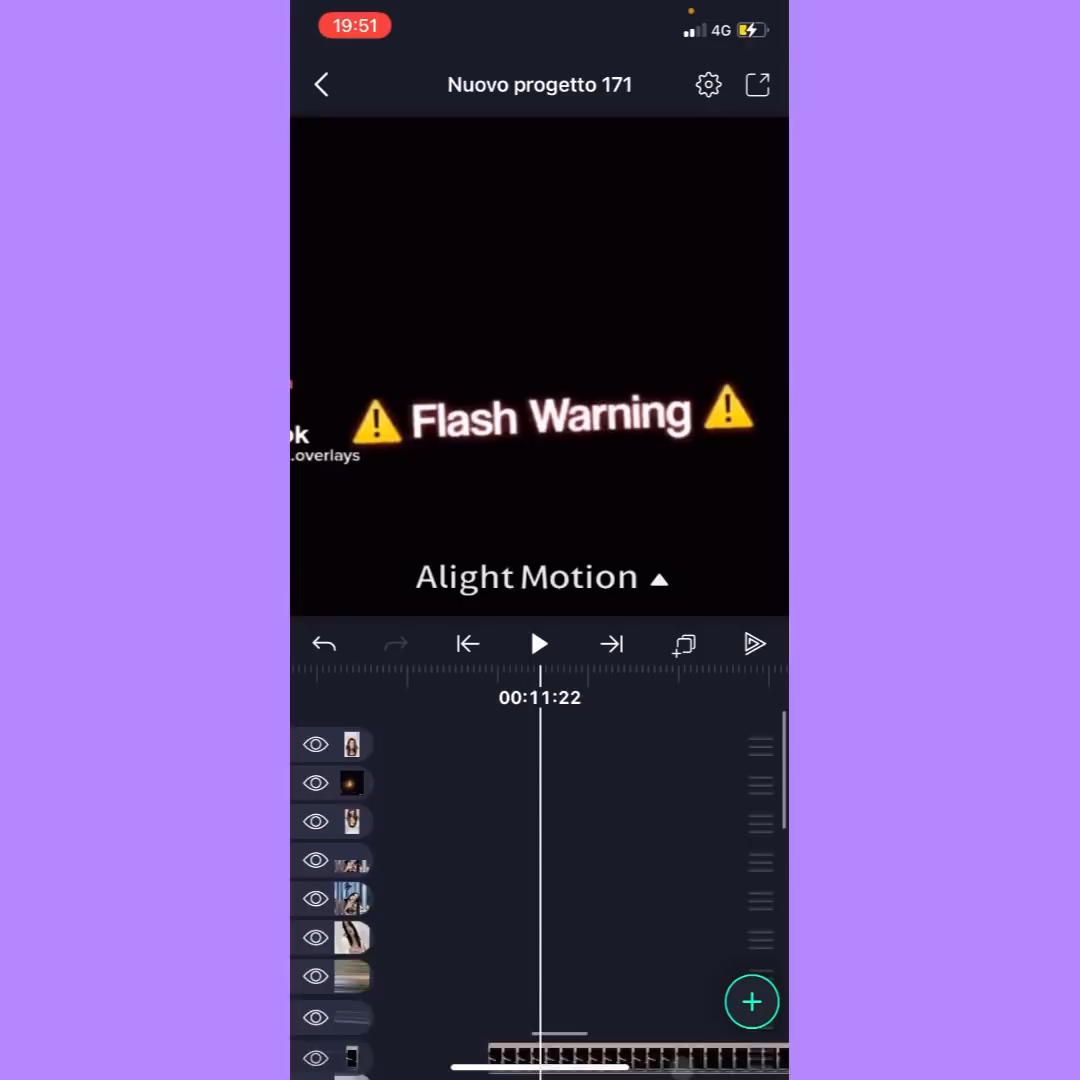 19:51
4G
Nuovo progetto 171
⚠️ Flash Warning ⚠️
ok
.overlays
Alight Motion
00:11:22